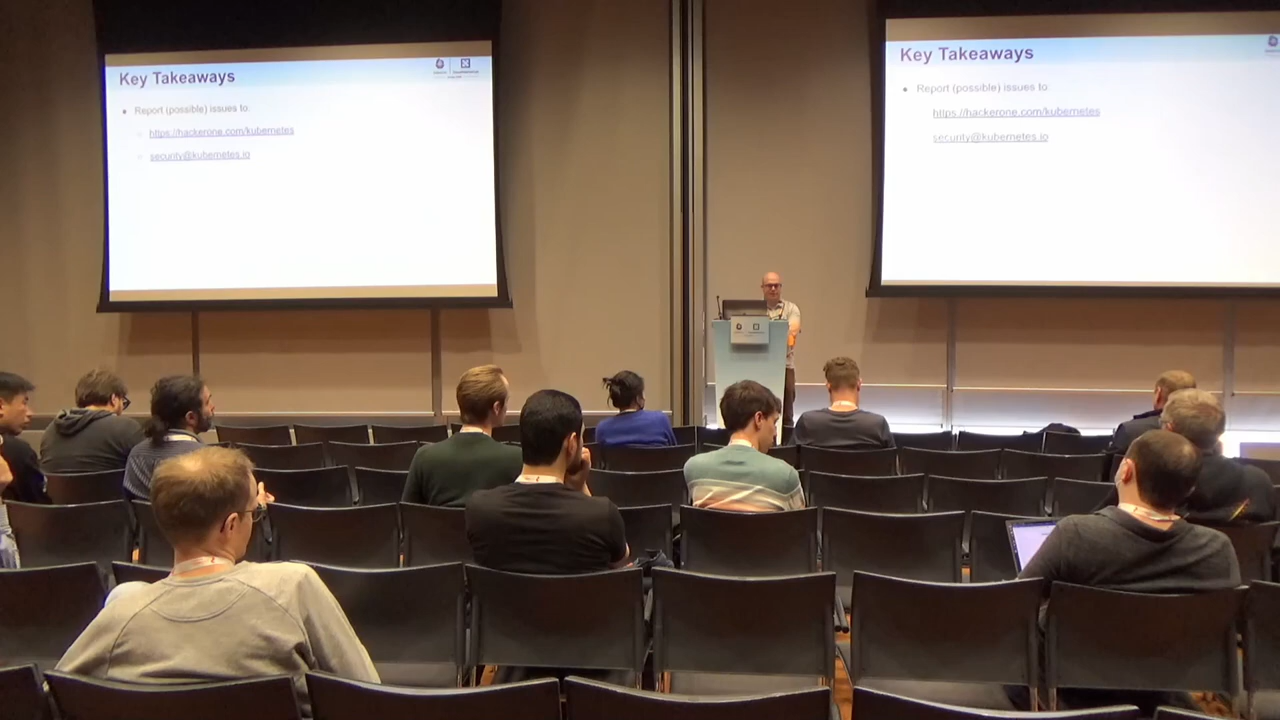 Key Takeaways
Report (possible) issues to:
https://hackerone.com/kubernetes
security@kubernetes.io
Key Takeaways
Report (possible) issues to:
https://hackerone.com/kubernetes
security@kubernetes.io